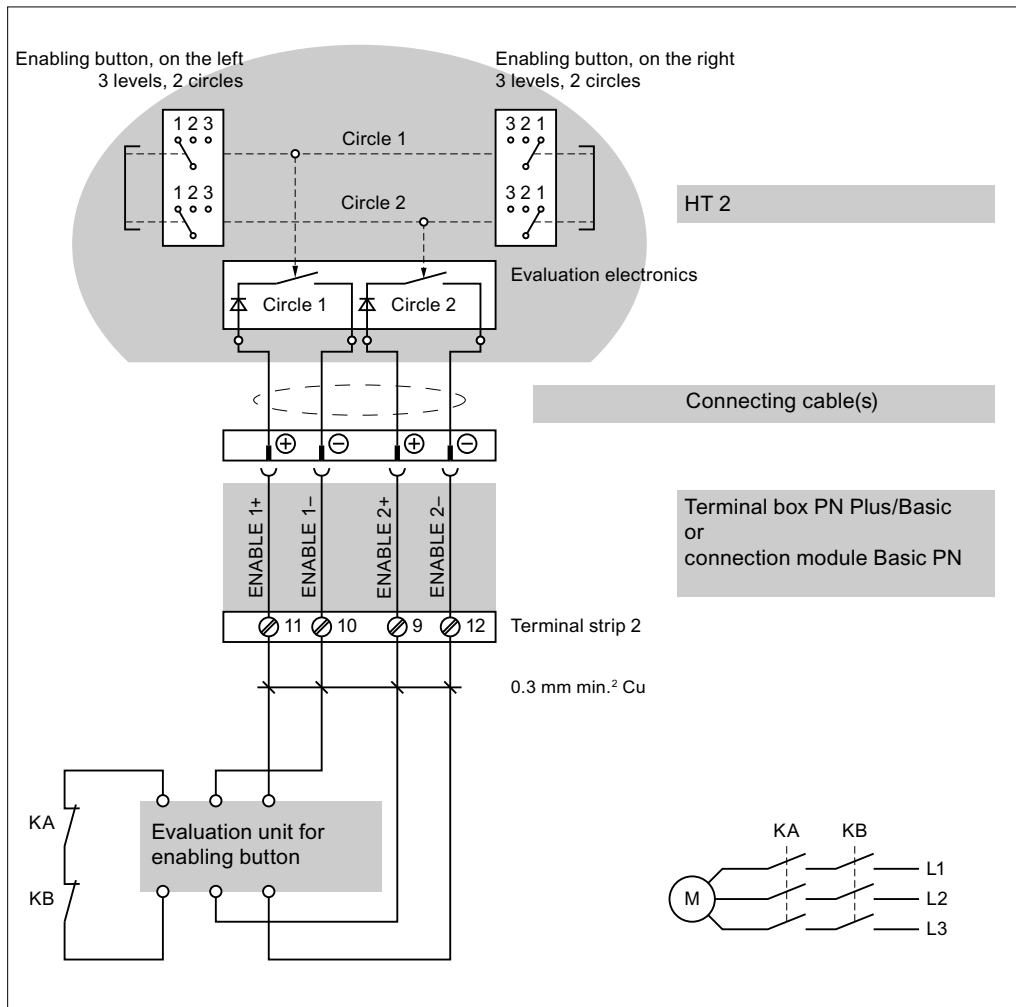 Enabling button, on the left
3 levels, 2 circles
Enabling button, on the right
3 levels, 2 circles
1 2 3
3 2 1
Circle 1
1 2 3
3 2 1
Circle 2
HT 2
Evaluation electronics
Circle 1
Circle 2
Connecting cable(s)
+
−
+
−
ENABLE 1+
ENABLE 1–
ENABLE 2+
ENABLE 2–
Terminal box PN Plus/Basic
or
connection module Basic PN
11
10
9
12
Terminal strip 2
0.3 mm min.² Cu
KA
KB
Evaluation unit for
enabling button
KA
KB
M
L1
L2
L3